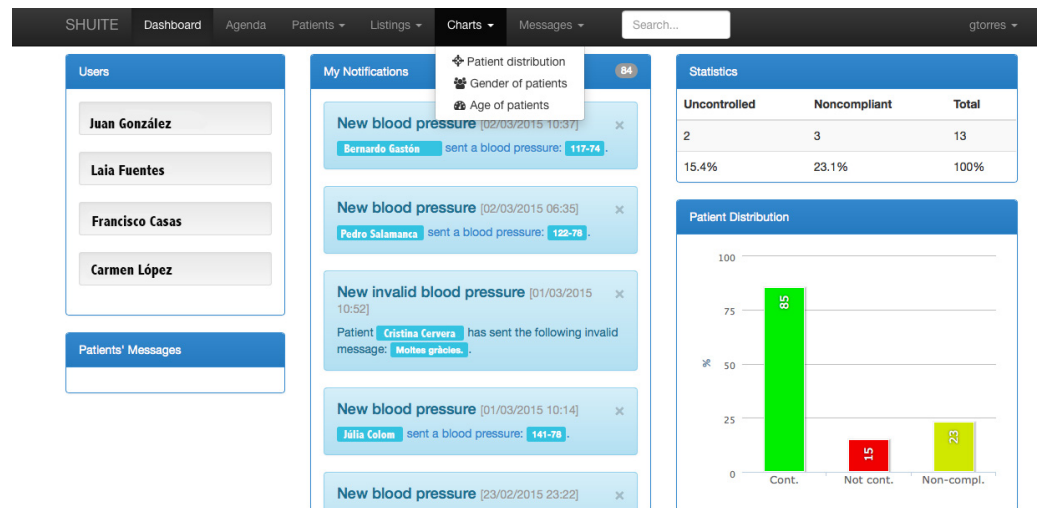 SHUITE Dashboard Agenda Patients Listings Charts Messages Search... gtorres
Patient distribution
Gender of patients
Age of patients
Users
Juan González
Laia Fuentes
Francisco Casas
Carmen López
Patients' Messages
My Notifications 84
New blood pressure [02/03/2015 10:37] ×
Bernardo Gastón sent a blood pressure: 117-74 .
New blood pressure [02/03/2015 06:35] ×
Pedro Salamanca sent a blood pressure: 122-78 .
New invalid blood pressure [01/03/2015 ×
10:52]
Patient Cristina Cervera has sent the following invalid
message: Moltes gràcies. .
New blood pressure [01/03/2015 10:14] ×
Júlia Colom sent a blood pressure: 141-78 .
New blood pressure [23/02/2015 23:22] ×
Statistics
Uncontrolled Noncompliant Total
2 3 13
15.4% 23.1% 100%
Patient Distribution
100
75
50
25
0
%
85
15
23
Cont. Not cont. Non-compl.